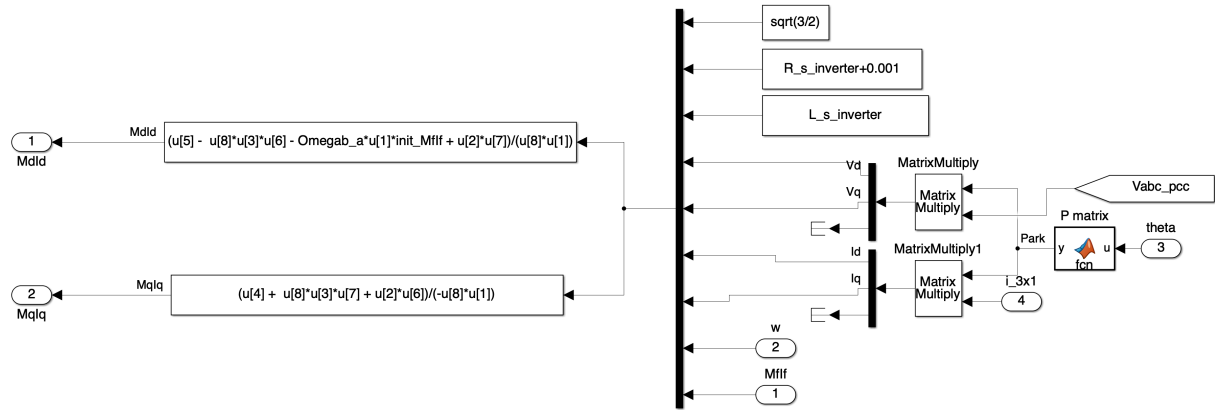 sqrt(3/2)
R_s_inverter+0.001
L_s_inverter
MdId
(u[5] -  u[8]*u[3]*u[6] - Omegab_a*u[1]*init_MfIf + u[2]*u[7])/(u[8]*u[1])
1
MdId
Vd
Vq
MatrixMultiply
Matrix
Multiply
Vabc_pcc
P matrix
theta
Park
y
fcn
u
3
Id
Iq
MatrixMultiply1
Matrix
Multiply
i_3x1
4
MqIq
(u[4] +  u[8]*u[3]*u[7] + u[2]*u[6])/(-u[8]*u[1])
2
MqIq
w
2
MfIf
1